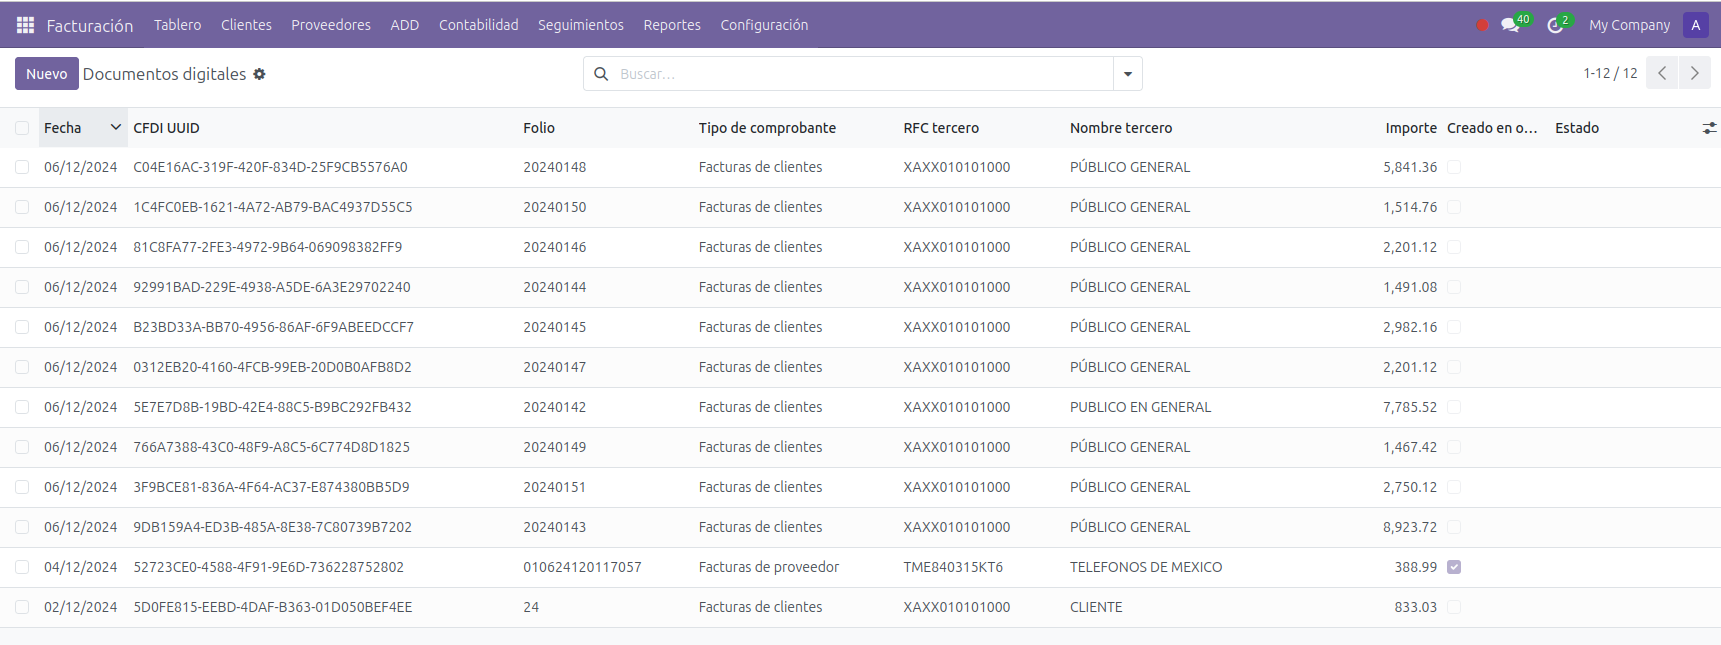 Facturación Tablero Clientes Proveedores ADD Contabilidad Seguimientos Reportes Configuración 40 2 My Company A
Nuevo Documentos digitales Buscar... 1-12 / 12
Fecha CFDI UUID Folio Tipo de comprobante RFC tercero Nombre tercero Importe Creado en o... Estado
06/12/2024 C04E16AC-319F-420F-834D-25F9CB5576A0 20240148 Facturas de clientes XAXX010101000 PÚBLICO GENERAL 5,841.36
06/12/2024 1C4FC0EB-1621-4A72-AB79-BAC4937D55C5 20240150 Facturas de clientes XAXX010101000 PÚBLICO GENERAL 1,514.76
06/12/2024 81C8FA77-2FE3-4972-9B64-069098382FF9 20240146 Facturas de clientes XAXX010101000 PÚBLICO GENERAL 2,201.12
06/12/2024 92991BAD-229E-4938-A5DE-6A3E29702240 20240144 Facturas de clientes XAXX010101000 PÚBLICO GENERAL 1,491.08
06/12/2024 B23BD33A-BB70-4956-86AF-6F9ABEEDCCF7 20240145 Facturas de clientes XAXX010101000 PÚBLICO GENERAL 2,982.16
06/12/2024 0312EB20-4160-4FCB-99EB-20D0B0AFB8D2 20240147 Facturas de clientes XAXX010101000 PÚBLICO GENERAL 2,201.12
06/12/2024 5E7E7D8B-19BD-42E4-88C5-B9BC292FB432 20240142 Facturas de clientes XAXX010101000 PUBLICO EN GENERAL 7,785.52
06/12/2024 766A7388-43C0-48F9-A8C5-6C774D8D1825 20240149 Facturas de clientes XAXX010101000 PÚBLICO GENERAL 1,467.42
06/12/2024 3F9BCE81-836A-4F64-AC37-E874380BB5D9 20240151 Facturas de clientes XAXX010101000 PÚBLICO GENERAL 2,750.12
06/12/2024 9DB159A4-ED3B-485A-8E38-7C80739B7202 20240143 Facturas de clientes XAXX010101000 PÚBLICO GENERAL 8,923.72
04/12/2024 52723CE0-4588-4F91-9E6D-736228752802 010624120117057 Facturas de proveedor TME840315KT6 TELEFONOS DE MEXICO 388.99
02/12/2024 5D0FE815-EEBD-4DAF-B363-01D050BEF4EE 24 Facturas de clientes XAXX010101000 CLIENTE 833.03